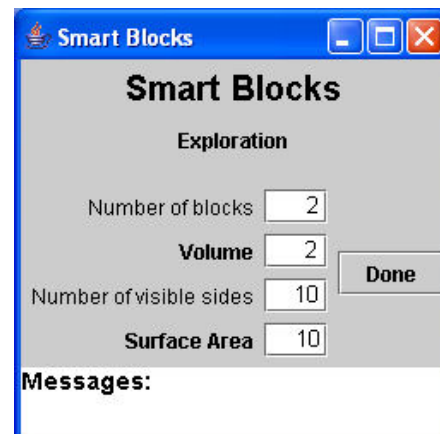 Smart Blocks
Smart Blocks
Exploration
Number of blocks 2
Volume 2
Done
Number of visible sides 10
Surface Area 10
Messages: